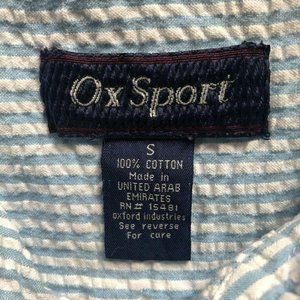 Ox Sport
S
100% COTTON
Made in
UNITED ARAB
EMIRATES
RN# 15481
oxford industries
See reverse
For care